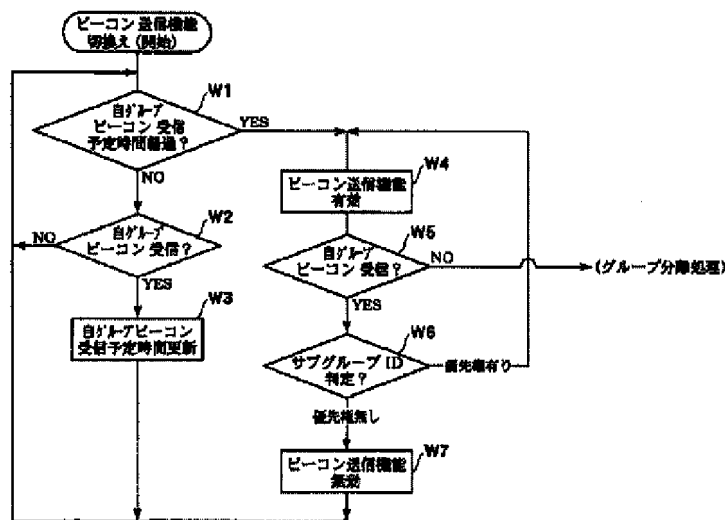 ビーコン 送信機能
切換え (開始)
W1
自グループ
ビーコン 受信
予定時間経過？
YES
NO
W2
自グループ
ビーコン 受信？
NO
YES
W3
自グループビーコン
受信予定時間更新
W4
ビーコン送信機能
有効
W5
自グループ
ビーコン 受信？
NO
(グループ分離処理)
YES
W6
サブグループ ID
判定？
優先権有り
優先権無し
W7
ビーコン送信機能
無効